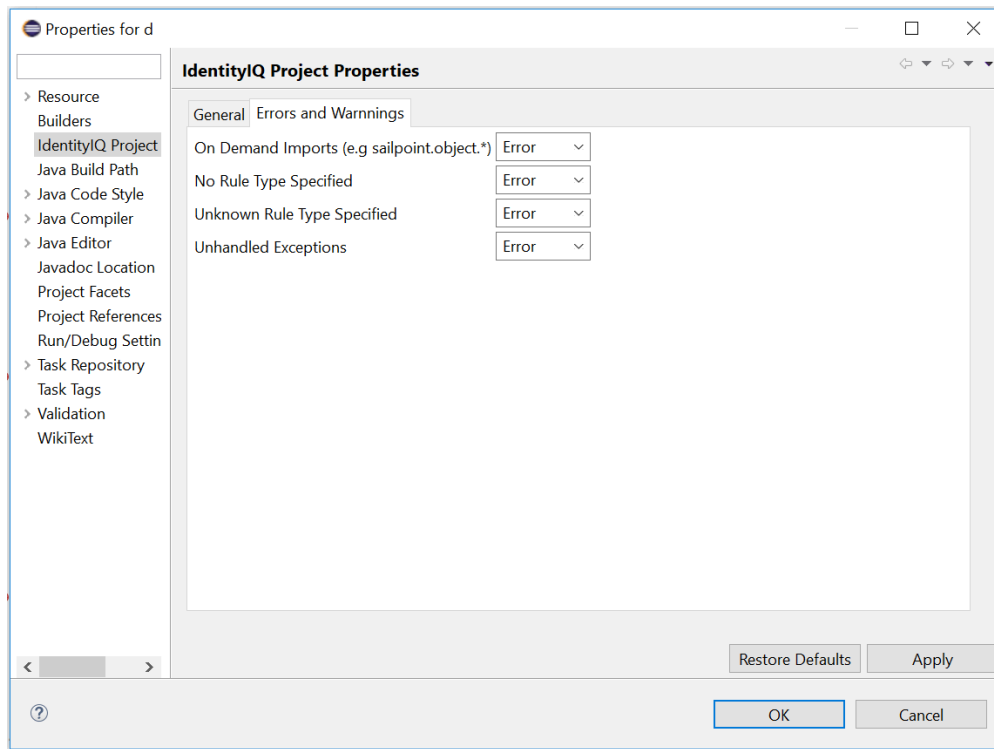 Properties for d
IdentityIQ Project Properties
Resource
Builders
IdentityIQ Project
Java Build Path
Java Code Style
Java Compiler
Java Editor
Javadoc Location
Project Facets
Project References
Run/Debug Settin
Task Repository
Task Tags
Validation
WikiText
General
Errors and Warnnings
On Demand Imports (e.g sailpoint.object.*) Error
No Rule Type Specified Error
Unknown Rule Type Specified Error
Unhandled Exceptions Error
Restore Defaults
Apply
?
OK
Cancel